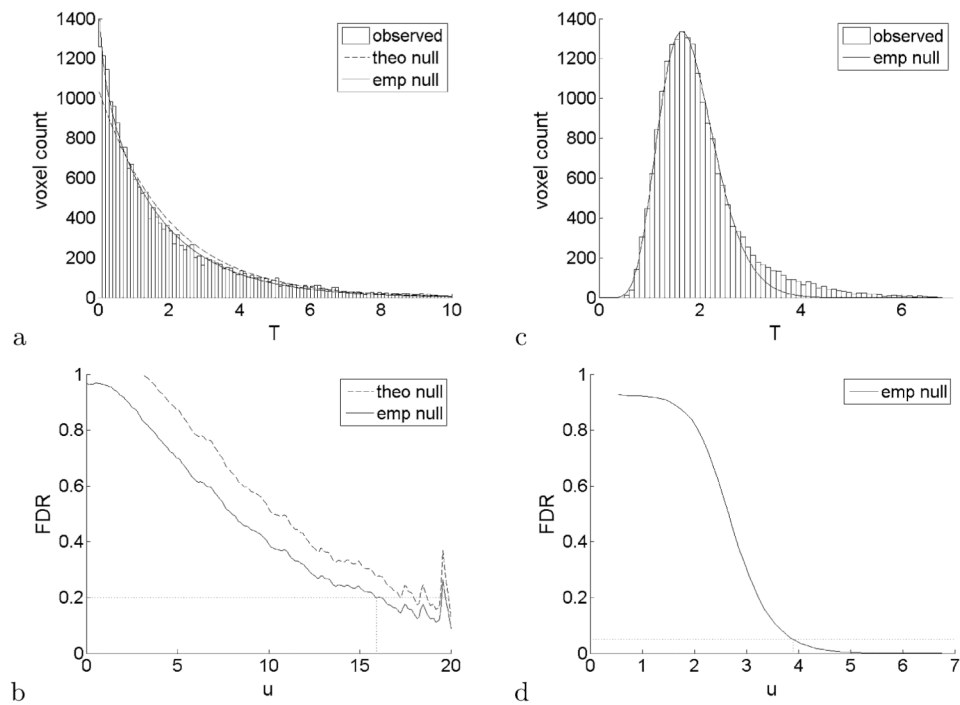 1400
1200
1000
800
600
400
200
0
voxel count
0 2 4 6 8 10
T
observed
theo null
emp null
a
1400
1200
1000
800
600
400
200
0
voxel count
0 2 4 6
T
observed
emp null
c
1
0.8
0.6
0.4
0.2
0
FDR
0 5 10 15 20
u
theo null
emp null
b
1
0.8
0.6
0.4
0.2
0
FDR
0 1 2 3 4 5 6 7
u
emp null
d